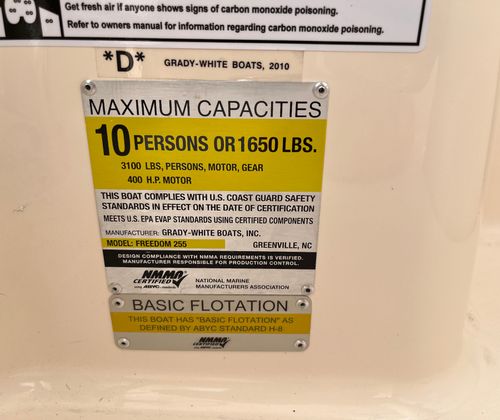 Get fresh air if anyone shows signs of carbon monoxide poisoning.
Refer to owners manual for information regarding carbon monoxide poisoning.
*D* GRADY-WHITE BOATS, 2010
MAXIMUM CAPACITIES
10 PERSONS OR 1650 LBS.
3100 LBS, PERSONS, MOTOR, GEAR
400 H.P. MOTOR
THIS BOAT COMPLIES WITH U.S. COAST GUARD SAFETY
STANDARDS IN EFFECT ON THE DATE OF CERTIFICATION
MEETS U.S. EPA EVAP STANDARDS USING CERTIFIED COMPONENTS
MANUFACTURER: GRADY-WHITE BOATS, INC.
MODEL: FREEDOM 255 GREENVILLE, NC
DESIGN COMPLIANCE WITH NMMA REQUIREMENTS IS VERIFIED.
MANUFACTURER RESPONSIBLE FOR PRODUCTION CONTROL.
NMMA
CERTIFIED
using ABYC standards
NATIONAL MARINE
MANUFACTURERS ASSOCIATION
BASIC FLOTATION
THIS BOAT HAS "BASIC FLOTATION" AS
DEFINED BY ABYC STANDARD H-8
NMMA
CERTIFIED